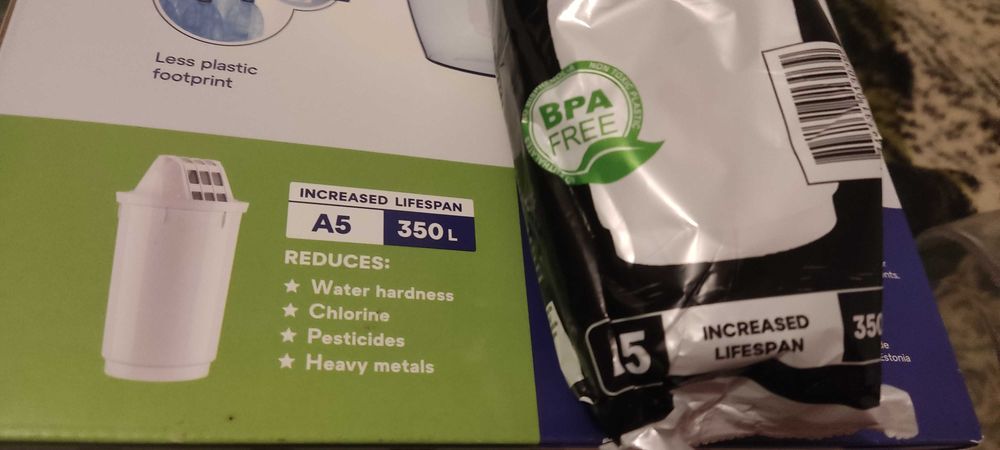 Less plastic
footprint
INCREASED LIFESPAN
A5 350 L
REDUCES:
★ Water hardness
★ Chlorine
★ Pesticides
★ Heavy metals
NON TOXIC PLASTIC
BPA
FREE
15 INCREASED
LIFESPAN 350
Estonia